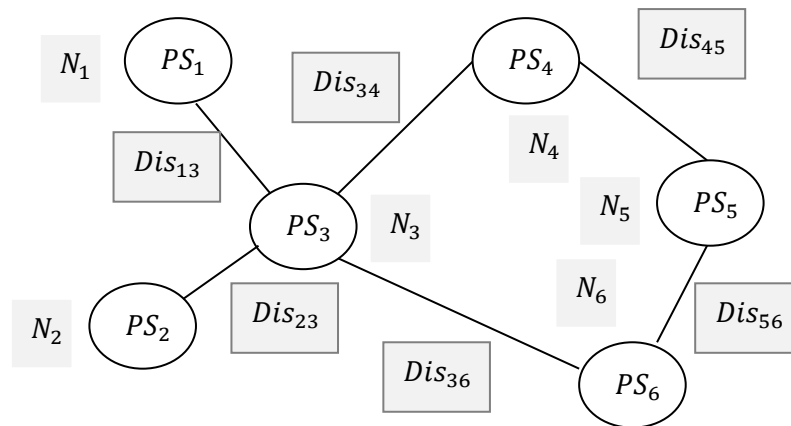 Dis₄₅
N₁
PS₁
PS₄
Dis₃₄
N₄
Dis₁₃
PS₅
N₅
PS₃
N₃
N₆
N₂
PS₂
Dis₂₃
Dis₅₆
Dis₃₆
PS₆